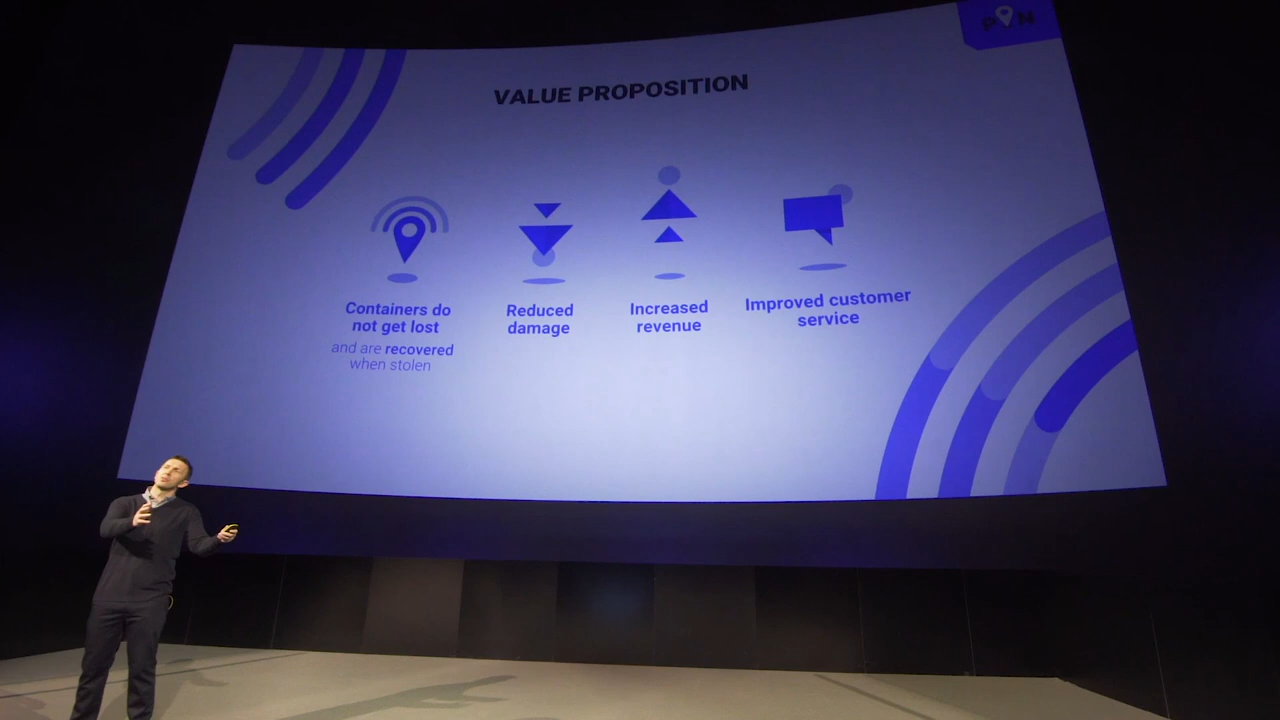 PIN
VALUE PROPOSITION
Containers do
not get lost
and are recovered
when stolen
Reduced
damage
Increased
revenue
Improved customer
service